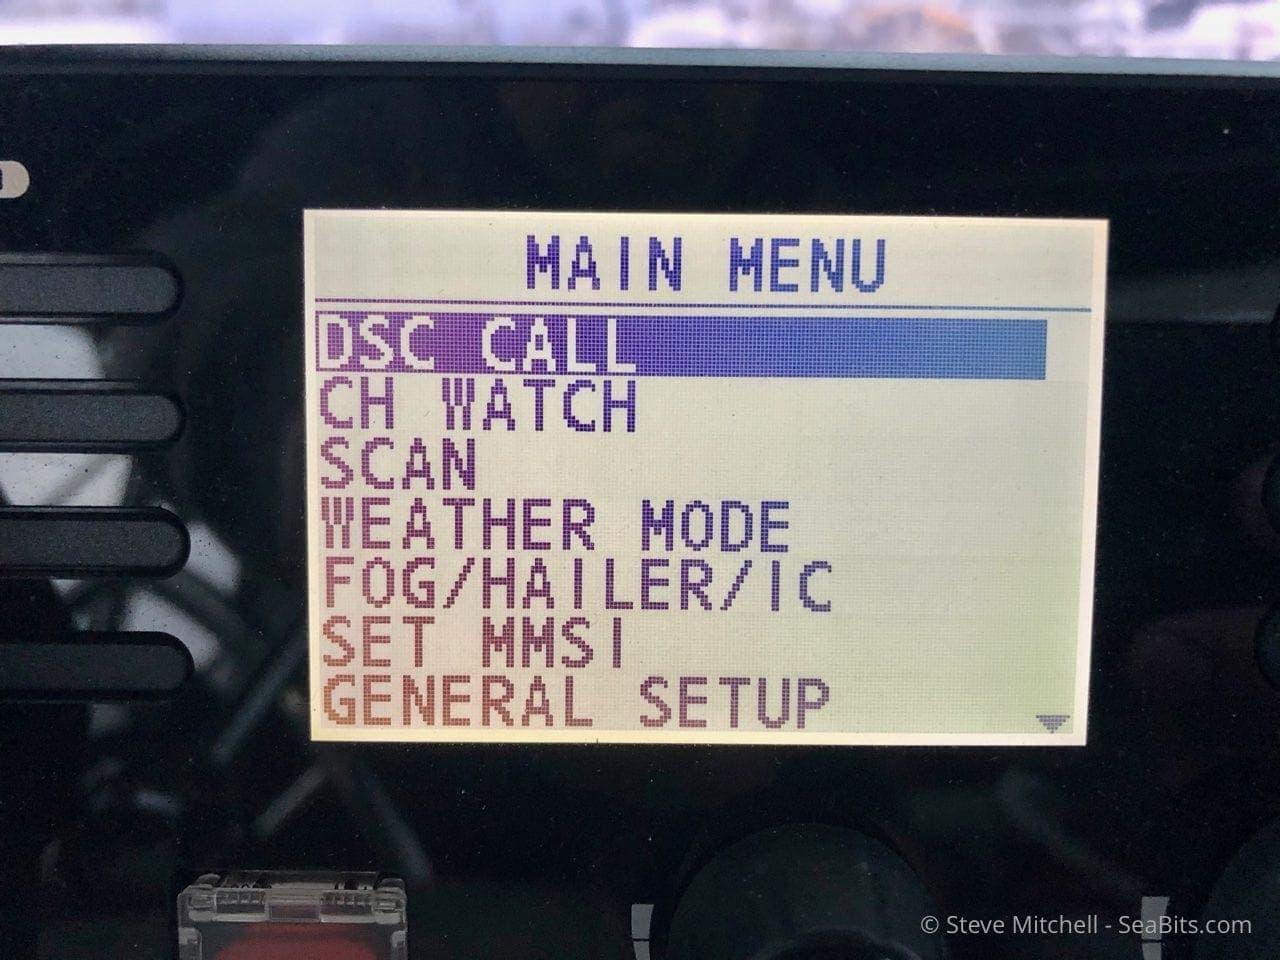 MAIN MENU
DSC CALL
CH WATCH
SCAN
WEATHER MODE
FOG/HAILER/IC
SET MMSI
GENERAL SETUP
© Steve Mitchell - SeaBits.com